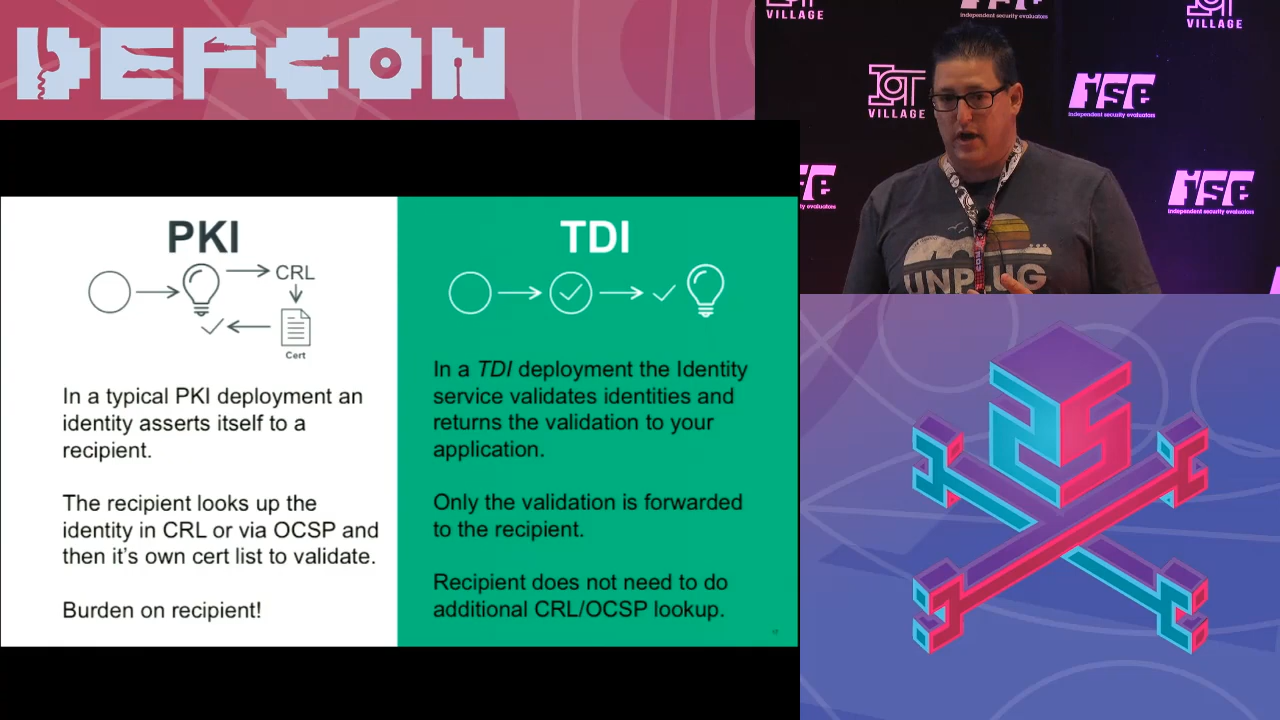 DEFCON
IOT
VILLAGE
ise
independent security evaluators
IOT
VILLAGE
IOT
VILLAGE
ise
independent security evaluators
ise
independent security evaluators
UNPLUG
PKI
CRL
Cert
In a typical PKI deployment an
identity asserts itself to a
recipient.
The recipient looks up the
identity in CRL or via OCSP and
then it's own cert list to validate.
Burden on recipient!
TDI
In a TDI deployment the Identity
service validates identities and
returns the validation to your
application.
Only the validation is forwarded
to the recipient.
Recipient does not need to do
additional CRL/OCSP lookup.
25